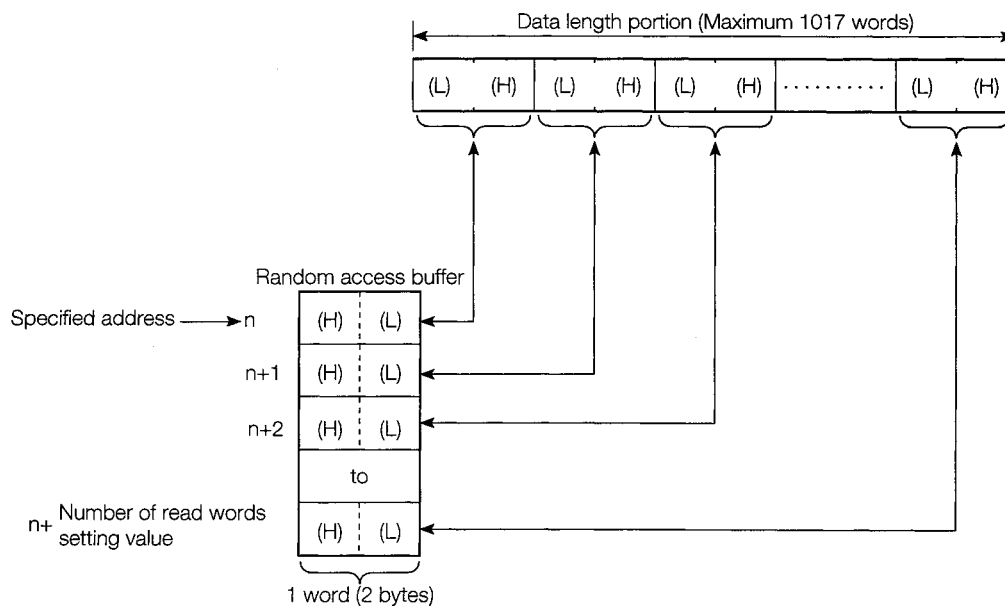 Data length portion (Maximum 1017 words)
(L) (H) (L) (H) (L) (H) .......... (L) (H)
Random access buffer
Specified address n (H) (L)
n+1 (H) (L)
n+2 (H) (L)
to
n+ Number of read words
setting value (H) (L)
1 word (2 bytes)